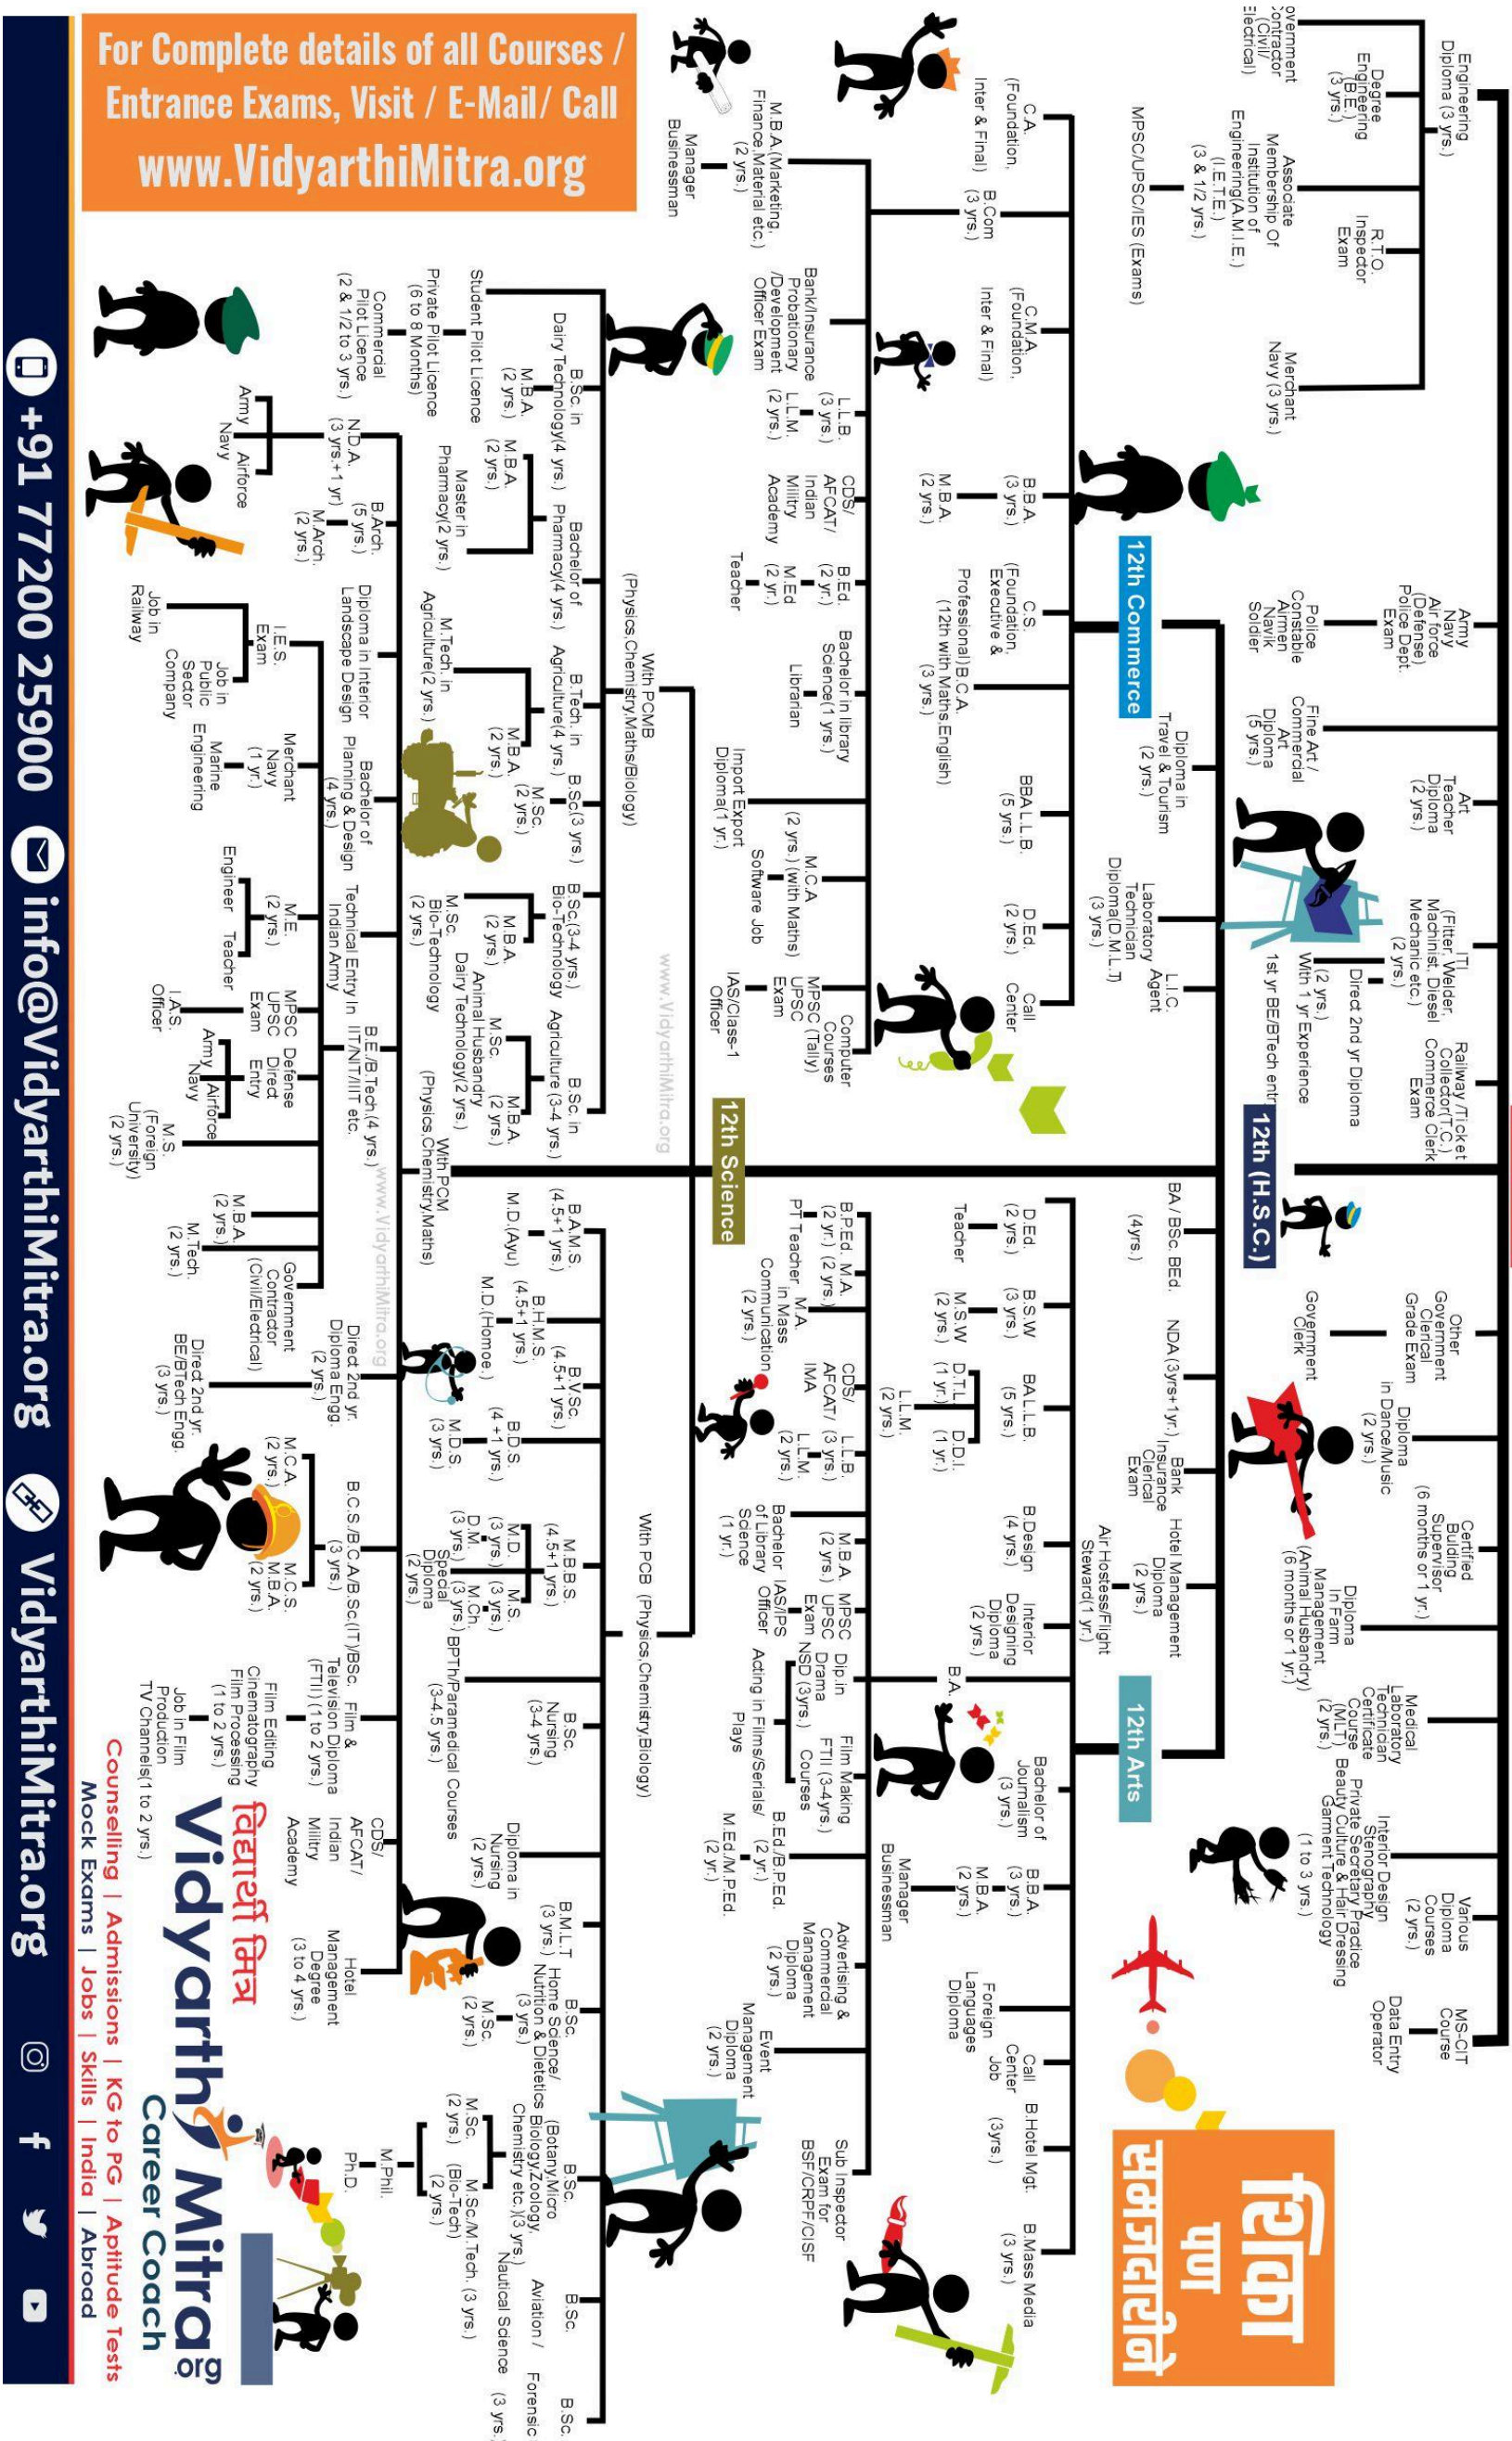 Engineering
Diploma (3 yrs.)
Degree
Engineering
(B.E.)
(3 yrs.)
overnment
ontractor
(Civil/
Electrical)
Associate
Membership Of
Institution of
Engineering(A.M.I.E.)
(I.E.T.E.)
(3 & 1/2 yrs.)
MPSC/UPSC/IES (Exams)
R.T.O.
Inspector
Exam
Merchant
Navy (3 yrs.)
Army
Navy
Air force
(Defense)
Police Dept.
Exam
Police
Constable
Airmen
Navik
Soldier
Fine Art /
Commercial
Art
Diploma
(5 yrs.)
Art
Teacher
Diploma
(2 yrs.)
ITI
(Fitter, Welder,
Machinist, Diesel
Mechanic etc.)
(2 yrs.)
Direct 2nd yr Diploma
(2 yrs.)
With 1 yr Experience
1st yr BE/BTech entr
Railway /Ticket
Collector(T.C.)
Commerce Clerk
Exam
Other
Government
Clerical
Grade Exam
Government
Clerk
Diploma
in Dance/Music
(2 yrs.)
Certified
Bulding
Supervisor
(6 months or 1 yr.)
Diploma
In Farm
Management
(Animal Husbandry)
(6 months or 1 yr.)
Medical
Laboratory
Technician
Certificate
Course
(MLT)
(2 yrs.)
Interior Design
Stenography
Private Secretary Practice
Beauty Culture & Hair Dressing
Garment Technology
(1 to 3 yrs.)
Various
Diploma
Courses
(2 yrs.)
MS-CIT
Course
Data Entry
Operator
शिका
पण
समजदारीने
12th (H.S.C.)
Diploma in
Travel & Tourism
(2 yrs.)
Laboratory
Technician
Diploma(D.M.L.T)
(3 yrs.)
L.I.C.
Agent
BA / BSc. BEd.
(4yrs.)
NDA (3yrs+1yr.)
Bank
Insurance
Clerical
Exam
Hotel Management
Diploma
(2 yrs.)
Air Hostess/Flight
Steward(1 yr.)
12th Commerce
C.A.
(Foundation,
Inter & Final)
B.Com
(3 yrs.)
C.M.A
(Foundation,
Inter & Final)
B.B.A.
(3 yrs.)
M.B.A.
(2 yrs.)
C.S.
(Foundation,
Executive &
Professional)
B.C.A.
(12th with Maths,English)
(3 yrs.)
BBA L.L.B.
(5 yrs.)
D.Ed.
(2 yrs.)
Call
Center
M.B.A.(Marketing,
Finance,Material etc.)
(2 yrs.)
Manager
Businessman
Bank/Insurance
Probationary
/Development
Officer Exam
L.L.B.
(3 yrs.)
L.L.M.
(2 yrs.)
CDS/
AFCAT/
Indian
Militry
Academy
B.Ed.
(2 yr.)
M.Ed
(2 yr.)
Teacher
Bachelor in library
Science(1 yrs.)
Librarian
Import Export
Diploma(1 yr.)
M.C.A
(2 yrs.) (with Maths)
Software Job
MPSC
UPSC
Exam
IAS/Class-1
Officer
Computer
Courses
(Tally)
12th Arts
D.Ed.
(2 yrs.)
Teacher
B.S.W
(3 yrs.)
M.S.W
(2 yrs.)
BAL.L.B.
(5 yrs.)
D.T.L.
(1 yr.)
D.D.I.
(1 yr.)
L.L.M.
(2 yrs.)
B.Design
(4 yrs.)
Interior
Designing
Diploma
(2 yrs.)
B.A.
Bachelor of
Journalism
(3 yrs.)
B.B.A.
(3 yrs.)
M.B.A.
(2 yrs.)
Manager
Businessman
Foreign
Languages
Diploma
Call
Center
Job
B.Hotel Mgt.
(3yrs.)
B.Mass Media
(3 yrs.)
B.P.Ed.
(2 yr.)
PT Teacher
M.A.
(2 yrs.)
M.A.
in Mass
Communication
(2 yrs.)
CDS/
AFCAT/
IMA
L.L.B.
(3 yrs.)
L.L.M.
(2 yrs.)
Bachelor
of Library
Science
(1 yr.)
M.B.A.
(2 yrs.)
MPSC
UPSC
Exam
IAS/IPS
Officer
Dip.in
Drama
NSD (3yrs.)
Film Making
FTII (3-4yrs.)
Courses
Acting in Films/Serials/
Plays
B.Ed./B.P.Ed.
(2 yr.)
M.Ed./M.P.Ed.
(2 yr.)
Advertising &
Commercial
Management
Diploma
(2 yrs.)
Event
Management
Diploma
(2 yrs.)
Sub Inspector
Exam for
BSF/CRPF/CISF
12th Science
www.VidyarthiMitra.org
With PCMB
(Physics,Chemistry,Maths/Biology)
Student Pilot Licence
Private Pilot Licence
(6 to 8 Months)
Commercial
Pilot Licence
(2 & 1/2 to 3 yrs.)
B.Sc. in
Dairy Technology(4 yrs.)
M.B.A.
(2 yrs.)
Bachelor of
Pharmacy(4 yrs.)
M.B.A.
(2 yrs.)
Master in
Pharmacy(2 yrs.)
B.Tech. in
Agriculture(4 yrs.)
M.Tech. in
Agriculture(2 yrs.)
M.B.A.
(2 yrs.)
B.Sc(3 yrs.)
M.Sc.
(2 yrs.)
B.Sc.(3-4 yrs.)
Bio-Technology
M.B.A.
(2 yrs.)
M.Sc.
Bio-Technology
(2 yrs.)
B.Sc. in
Agriculture (3-4 yrs.)
M.Sc.
Animal Husbandry
Dairy Technology(2 yrs.)
M.B.A.
(2 yrs.)
With PCB (Physics,Chemistry,Biology)
B.A.M.S.
(4.5+1 yrs.)
M.D.(Ayu)
B.H.M.S.
(4.5+1 yrs.)
M.D.(Homoe.)
B.V.Sc.
(4.5+1 yrs.)
B.D.S.
(4 +1 yrs.)
M.D.S.
(3 yrs.)
M.B.B.S.
(4.5+1 yrs.)
M.D.
(3 yrs.)
M.S.
(3 yrs.)
D.M.
(3 yrs.)
M.Ch.
(3 yrs.)
Special
Diploma
(2 yrs.)
BPTh/Paramedical Courses
(3-4.5 yrs.)
B.Sc.
Nursing
(3-4 yrs.)
Diploma in
Nursing
(2 yrs.)
B.M.L.T
(3 yrs.)
B.Sc.
Home Science/
Nutrition & Dietetics
(3 yrs.)
M.Sc.
(2 yrs.)
B.Sc.
(Botany,Micro
Biology,Zoology,
Chemistry etc.)(3 yrs.)
M.Sc.
(2 yrs.)
M.Sc./M.Tech. (3 yrs.)
(Bio-Tech)
(2 yrs.)
M.Phil.
Ph.D.
B.Sc.
Aviation /
Nautical Science
B.Sc.
Forensic
(3 yrs.
With PCM
(Physics,Chemistry,Maths)
www.VidyarthiMitra.org
N.D.A.
(3 yrs.+1 yr)
Army
Airforce
Navy
B.Arch.
(5 yrs.)
M.Arch.
(2 yrs.)
Diploma in Interior
Landscape Design
Bachelor of
Planning & Design
(4 yrs.)
Technical Entry In
Indian Army
B.E./B.Tech.(4 yrs.)
IIT/NIT/IIIT etc.
I.E.S.
Exam
Job in
Railway
Job in
Public
Sector
Company
Merchant
Navy
(1 yr.)
Marine
Engineering
M.E.
(2 yrs.)
Engineer
Teacher
MPSC
UPSC
Exam
I.A.S.
Officer
Defense
Direct
Entry
Army
Airforce
Navy
M.S.
(Foreign
University)
(2 yrs.)
M.B.A.
(2 yrs.)
M.Tech.
(2 yrs.)
Government
Contractor
(Civil/Electrical)
Direct 2nd yr.
Diploma Engg.
(2 yrs.)
Direct 2nd yr.
BE/BTech Engg.
(3 yrs.)
B.C.S./B.C.A/B.Sc(IT)/BSc.
(3 yrs.)
M.C.A.
(2 yrs.)
M.C.S.
M.B.A.
(2 yrs.)
Film &
Television Diploma
(FTII) (1 to 2 yrs.)
Film Editing
Cinematography
Film Processing
(1 to 2 yrs.)
Job in Film
Production
TV Channels(1 to 2 yrs.)
CDS/
AFCAT/
Indian
Militry
Academy
Hotel
Management
Degree
(3 to 4 yrs.)
For Complete details of all Courses /
Entrance Exams, Visit / E-Mail/ Call
www.VidyarthiMitra.org
विद्यार्थी मित्र
Vidyarthi Mitra.org
Career Coach
Counselling | Admissions | KG to PG | Aptitude Tests
Mock Exams | Jobs | Skills | India | Abroad
+91 77200 25900 info@VidyarthiMitra.org VidyarthiMitra.org